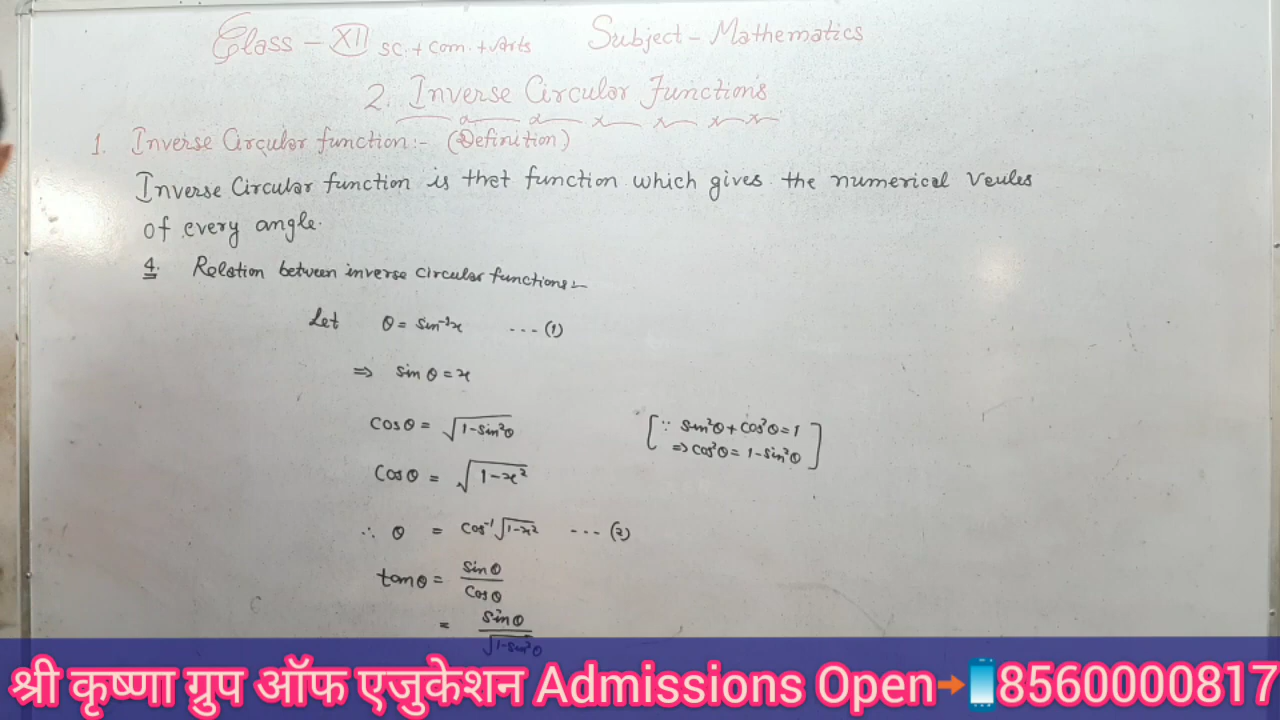 Class - XII Sc. + Com. + Arts Subject - Mathematics
2. Inverse Circular Functions
1. Inverse Circular function :- (Definition)
Inverse Circular function is that function which gives the numerical Veules
of every angle.
4. Relation between inverse Circular functions :-
Let θ = sin⁻¹x ---- (1)
⇒ sin θ = x
Cos θ = √(1-sin²θ) [∵ sin²θ + cos²θ = 1
⇒ cos²θ = 1-sin²θ]
Cos θ = √(1-x²)
∴ θ = cos⁻¹√(1-x²) ---- (2)
tan θ = sin θ / cos θ
= sin θ / √(1-sin²θ)
श्री कृष्णा ग्रुप ऑफ एजुकेशन Admissions Open➝📱8560000817